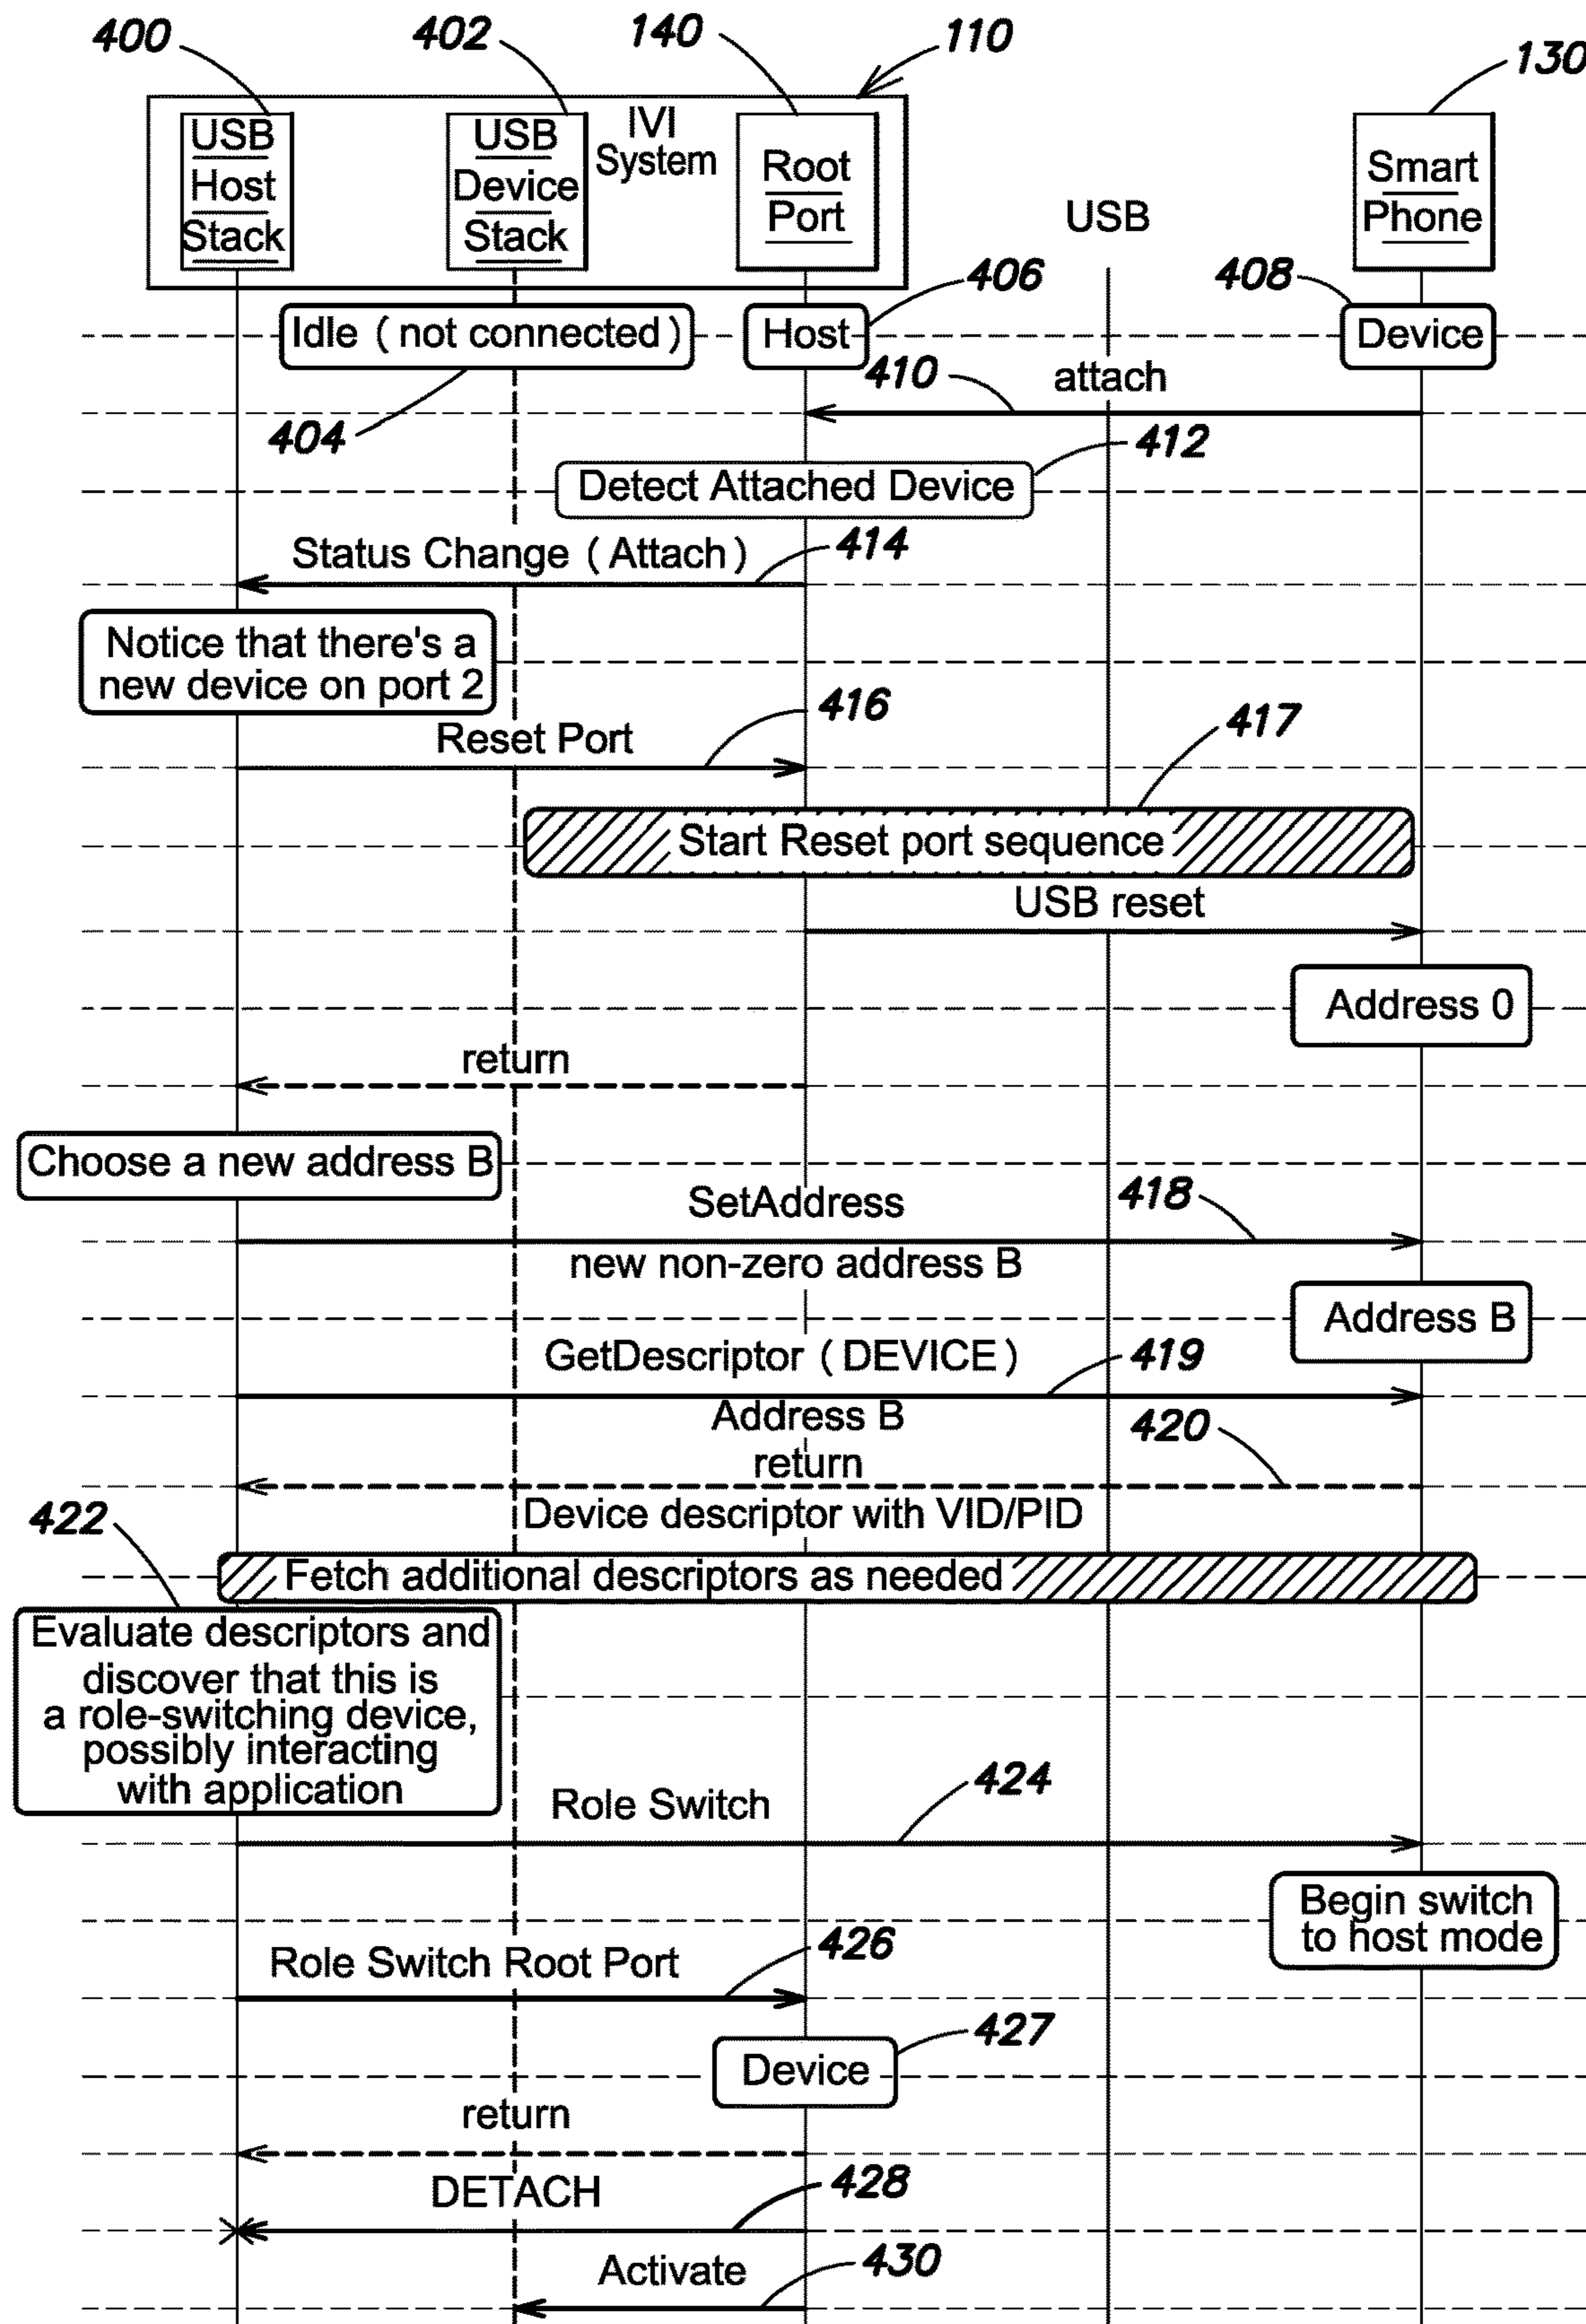 400
402
140
110
130
USB
Host
Stack
USB
Device
Stack
IVI
System
Root
Port
USB
Smart
Phone
406
408
Idle (not connected)
Host
Device
410
attach
404
412
Detect Attached Device
Status Change (Attach)
414
Notice that there's a
new device on port 2
416
Reset Port
417
Start Reset port sequence
USB reset
Address 0
return
Choose a new address B
SetAddress
418
new non-zero address B
Address B
GetDescriptor (DEVICE)
419
Address B
420
return
422
Device descriptor with VID/PID
Fetch additional descriptors as needed
Evaluate descriptors and
discover that this is
a role-switching device,
possibly interacting
with application
424
Role Switch
Begin switch
to host mode
426
Role Switch Root Port
427
Device
return
DETACH
428
Activate
430